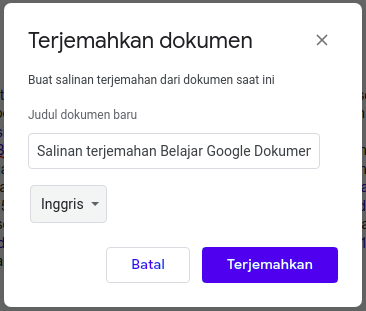 Terjemahkan dokumen
Buat salinan terjemahan dari dokumen saat ini
Judul dokumen baru
Salinan terjemahan Belajar Google Dokumen
Inggris
Batal
Terjemahkan